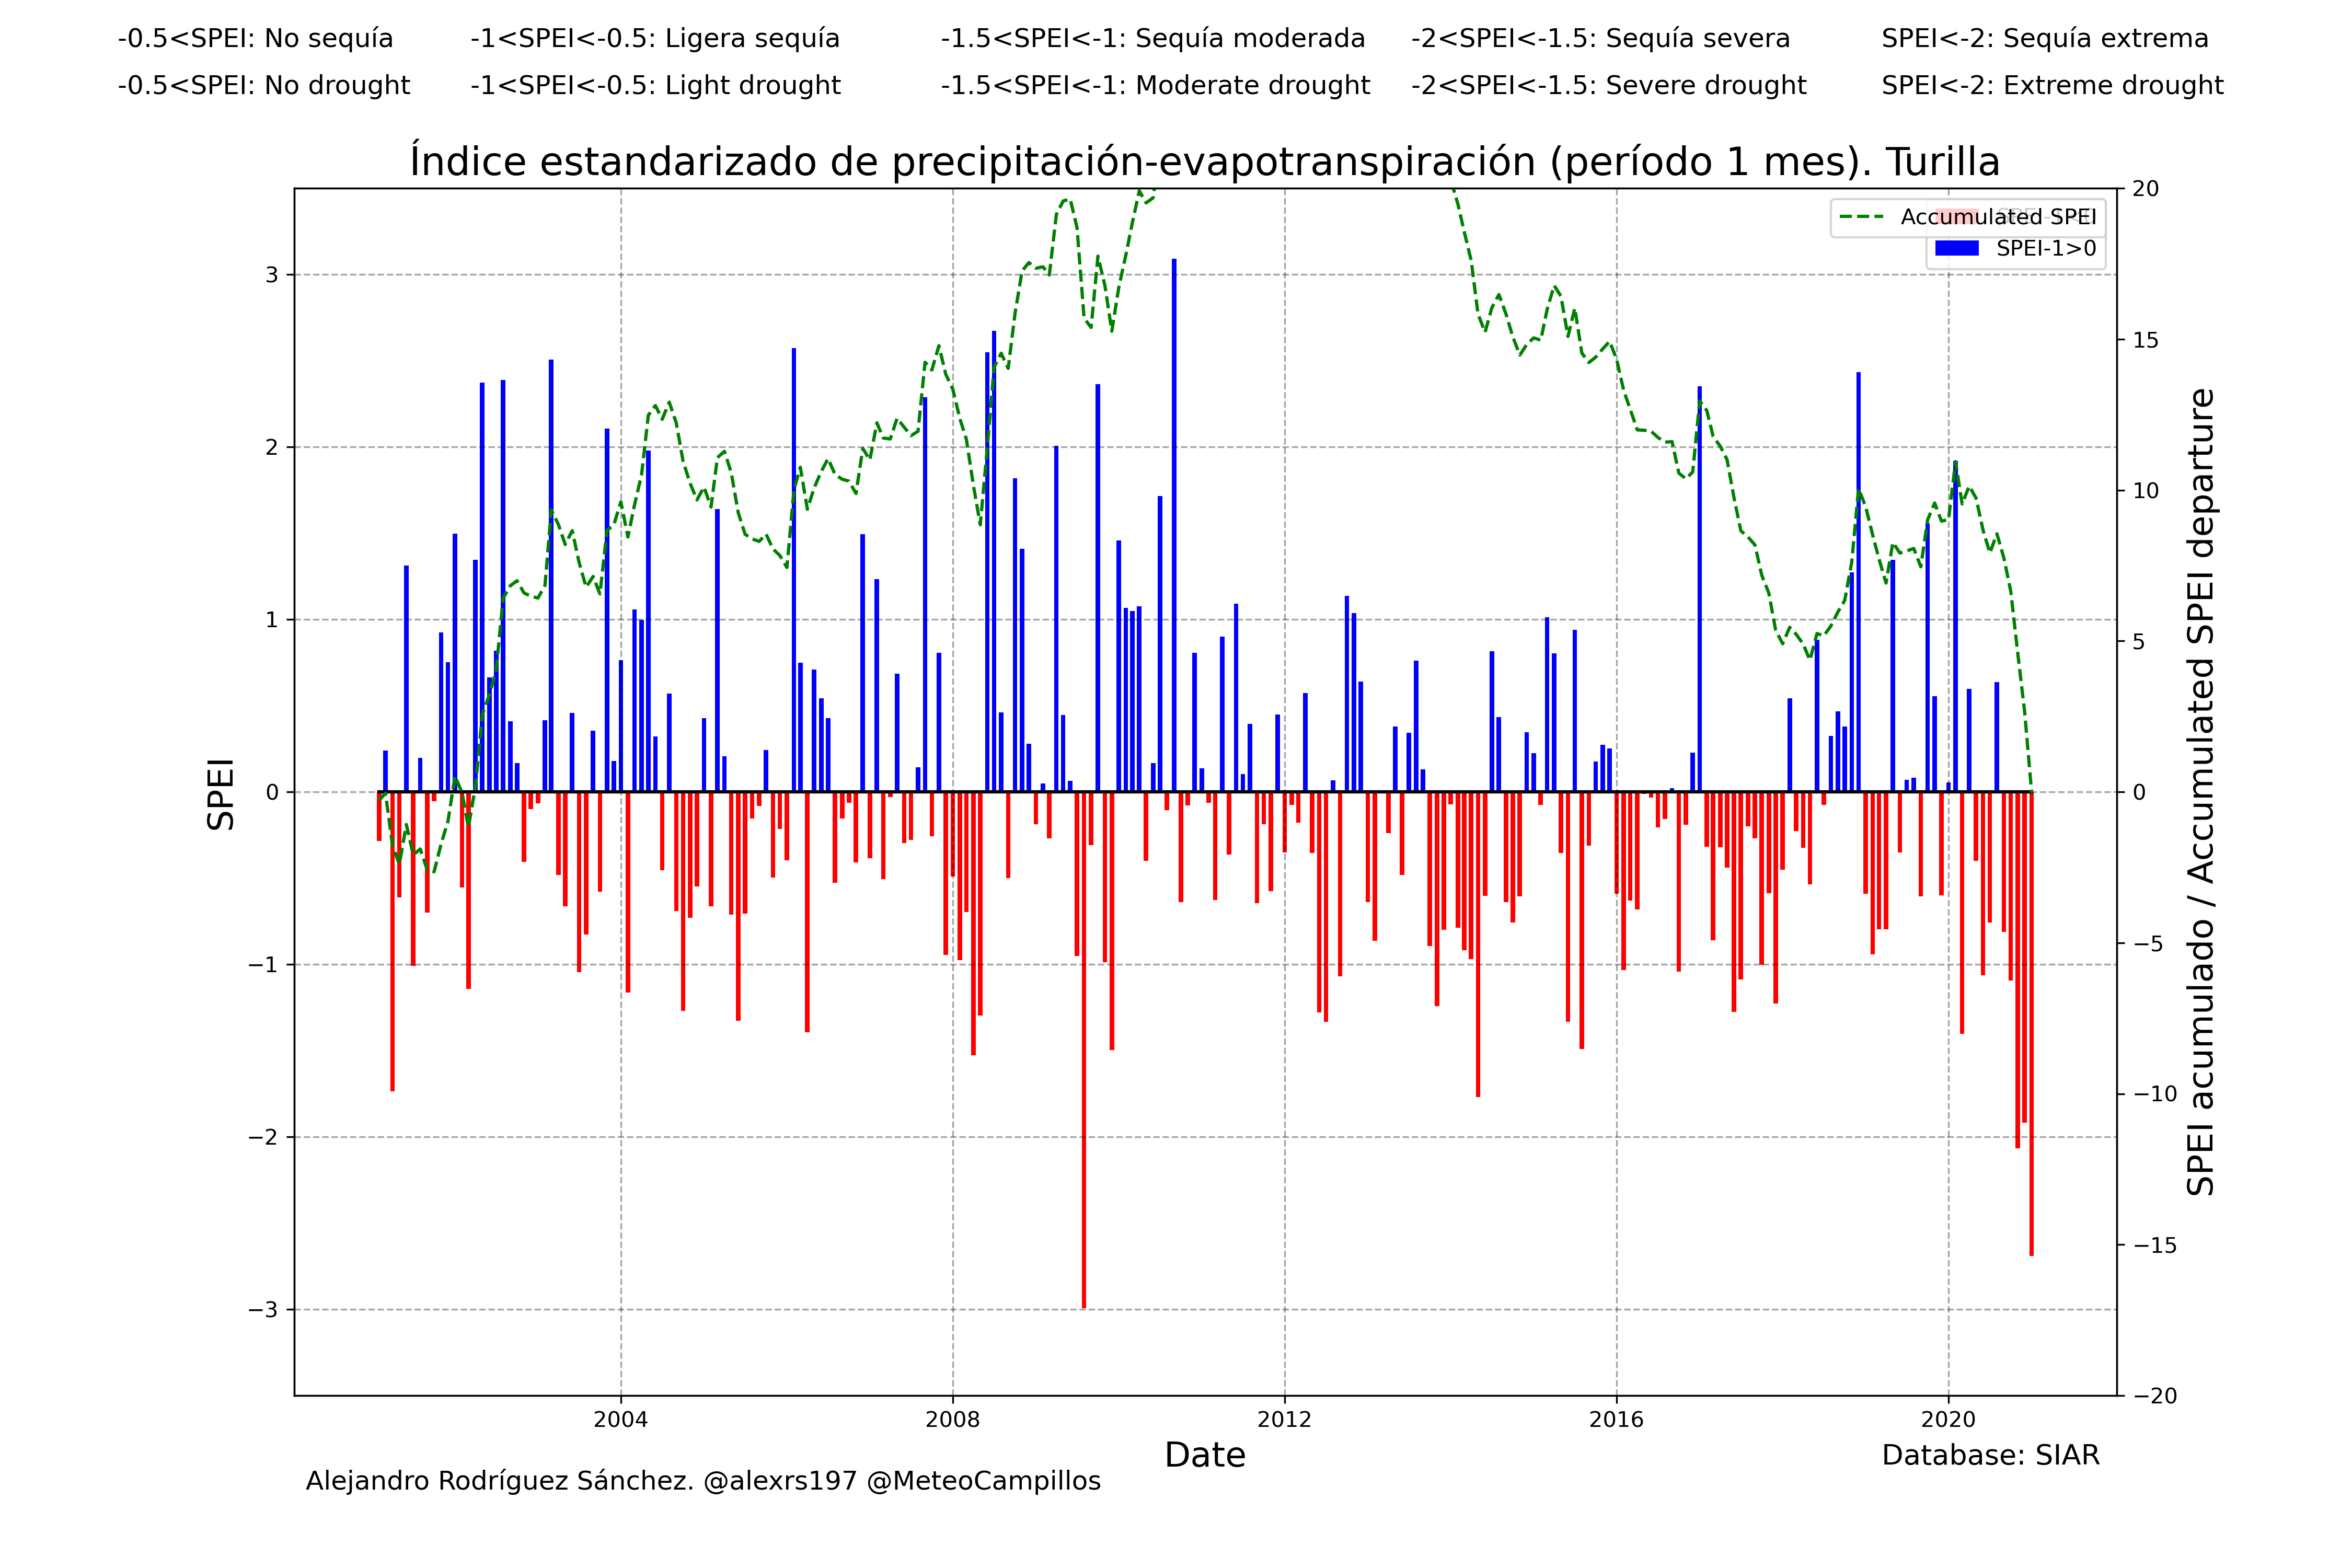 -0.5<SPEI: No sequía -1<SPEI<-0.5: Ligera sequía -1.5<SPEI<-1: Sequía moderada -2<SPEI<-1.5: Sequía severa SPEI<-2: Sequía extrema
-0.5<SPEI: No drought -1<SPEI<-0.5: Light drought -1.5<SPEI<-1: Moderate drought -2<SPEI<-1.5: Severe drought SPEI<-2: Extreme drought
Índice estandarizado de precipitación-evapotranspiración (período 1 mes). Turilla
Accumulated SPEI
SPEI-1>0
SPEI
3
2
1
0
−1
−2
−3
20
15
10
5
0
−5
−10
−15
−20
SPEI acumulado / Accumulated SPEI departure
2004 2008 2012 2016 2020
Date
Database: SIAR
Alejandro Rodríguez Sánchez. @alexrs197 @MeteoCampillos